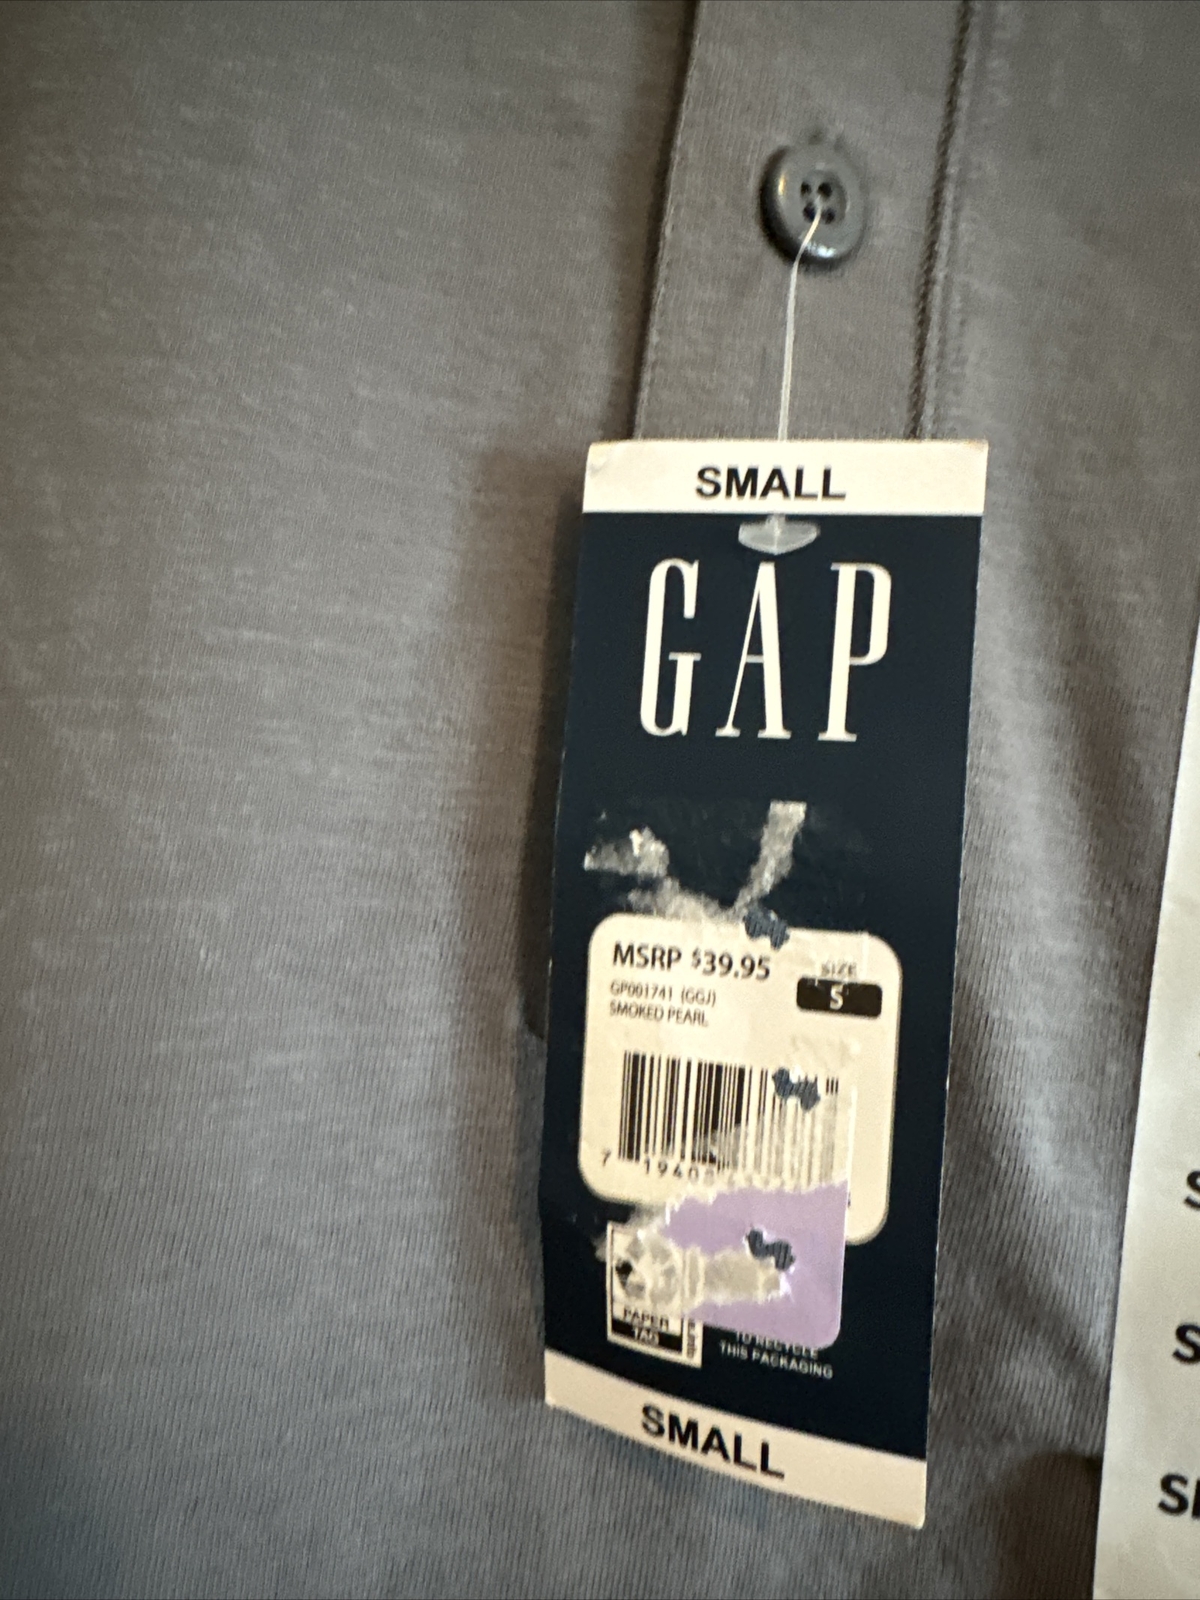 SMALL
GAP
MSRP $39.95
SIZE
S
GP001741 (GGJ)
SMOKED PEARL
7 19408
PAPER
TAG
TO RECYCLE
THIS PACKAGING
SMALL
S
S